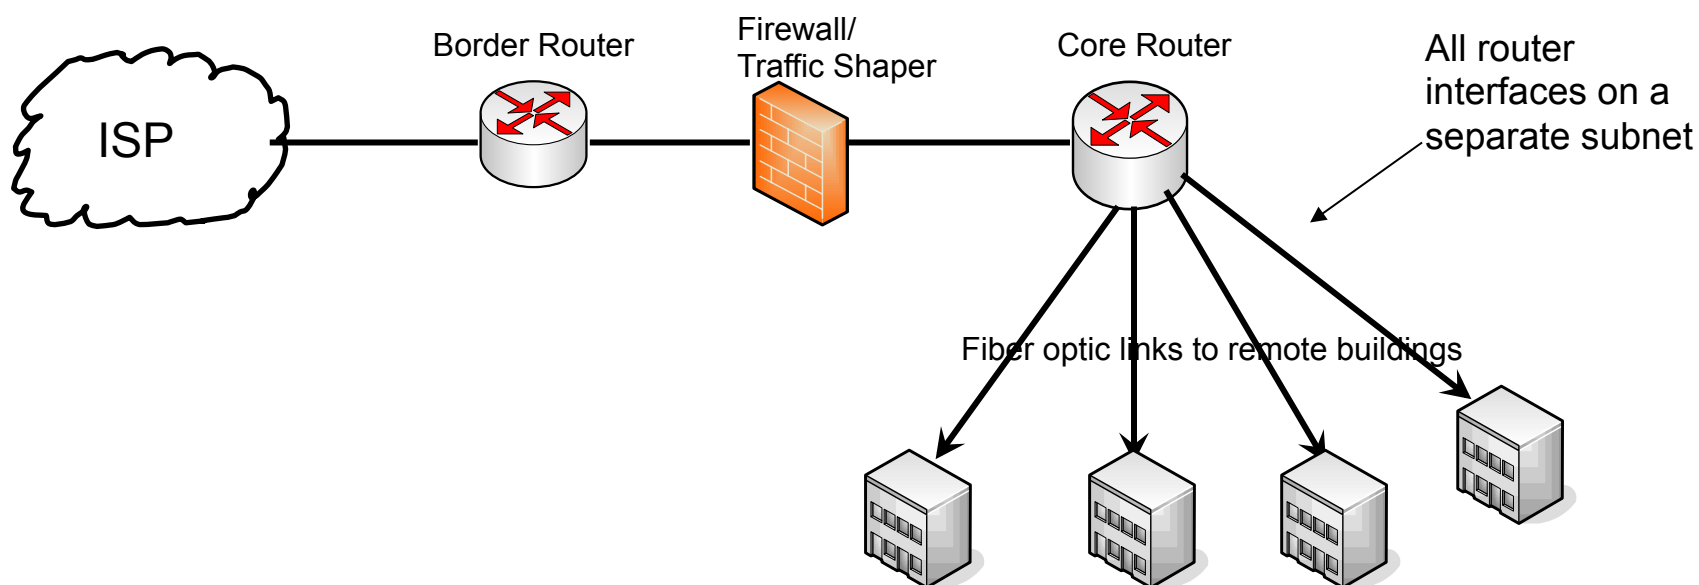 ISP
Border Router
Firewall/
Traffic Shaper
Core Router
All router
interfaces on a
separate subnet
Fiber optic links to remote buildings